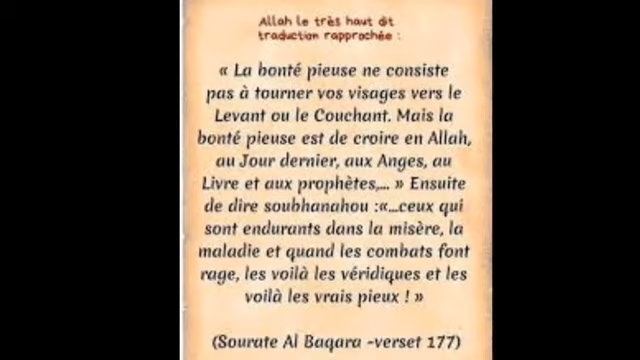 Allah le très haut dit
traduction rapprochée :
« La bonté pieuse ne consiste
pas à tourner vos visages vers le
Levant ou le Couchant. Mais la
bonté pieuse est de croire en Allah,
au Jour dernier, aux Anges, au
Livre et aux prophètes,... » Ensuite
de dire soubhanahou :«...ceux qui
sont endurants dans la misère, la
maladie et quand les combats font
rage, les voilà les véridiques et les
voilà les vrais pieux ! »
(Sourate Al Baqara -verset 177)